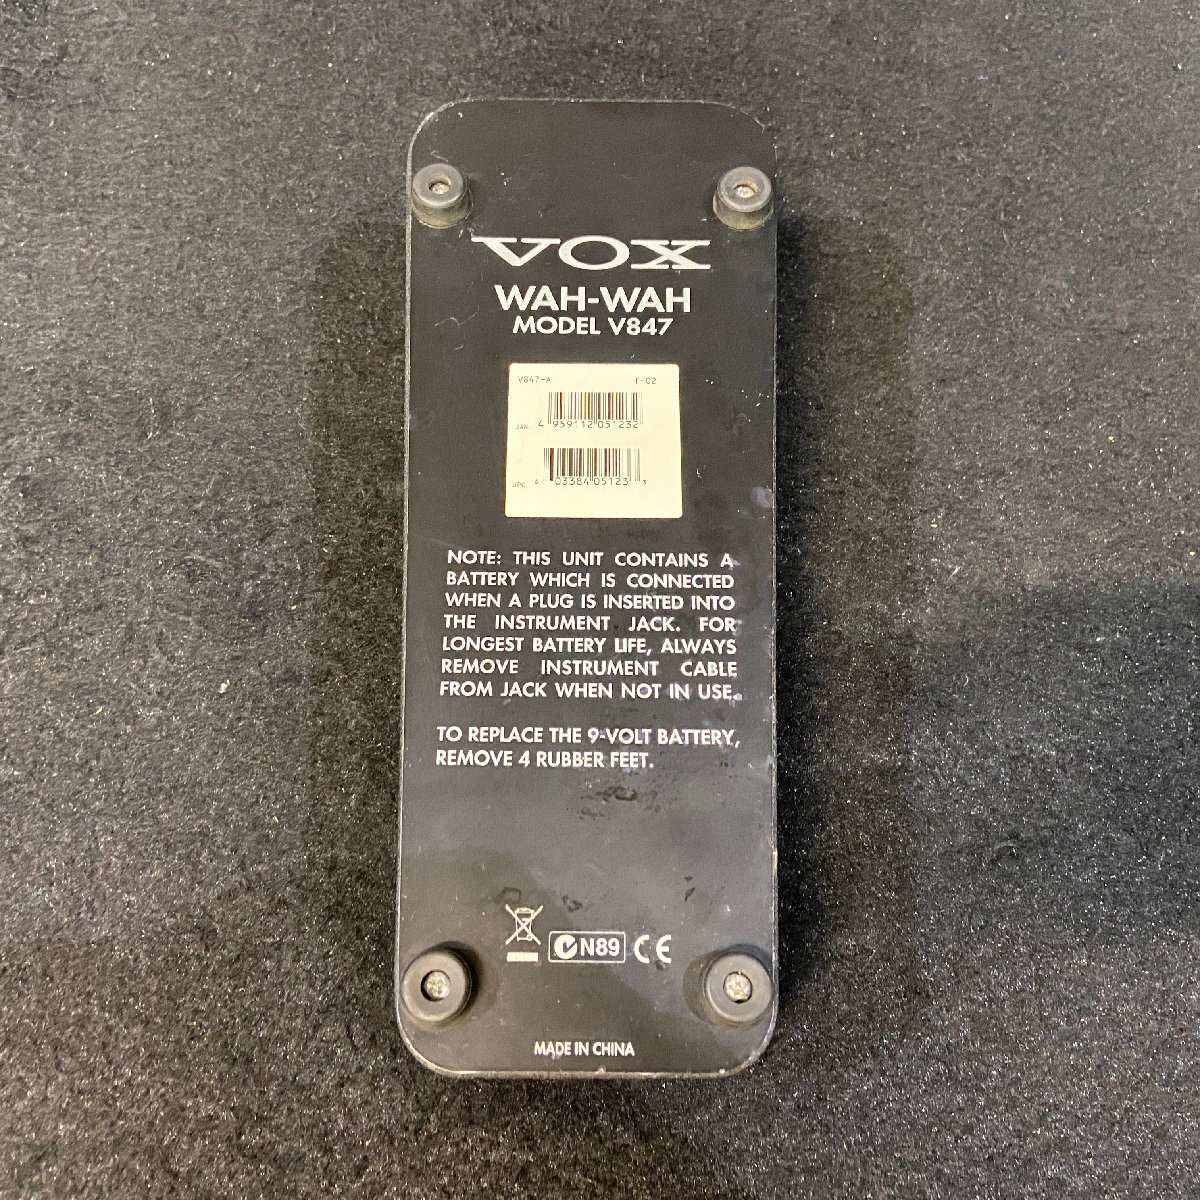 VOX
WAH-WAH
MODEL V847
V847-A F-02
JAN 4 959112 051232
UPC 6 03384 05123 3
NOTE: THIS UNIT CONTAINS A
BATTERY WHICH IS CONNECTED
WHEN A PLUG IS INSERTED INTO
THE INSTRUMENT JACK. FOR
LONGEST BATTERY LIFE, ALWAYS
REMOVE INSTRUMENT CABLE
FROM JACK WHEN NOT IN USE.
TO REPLACE THE 9-VOLT BATTERY,
REMOVE 4 RUBBER FEET.
N89 CE
MADE IN CHINA